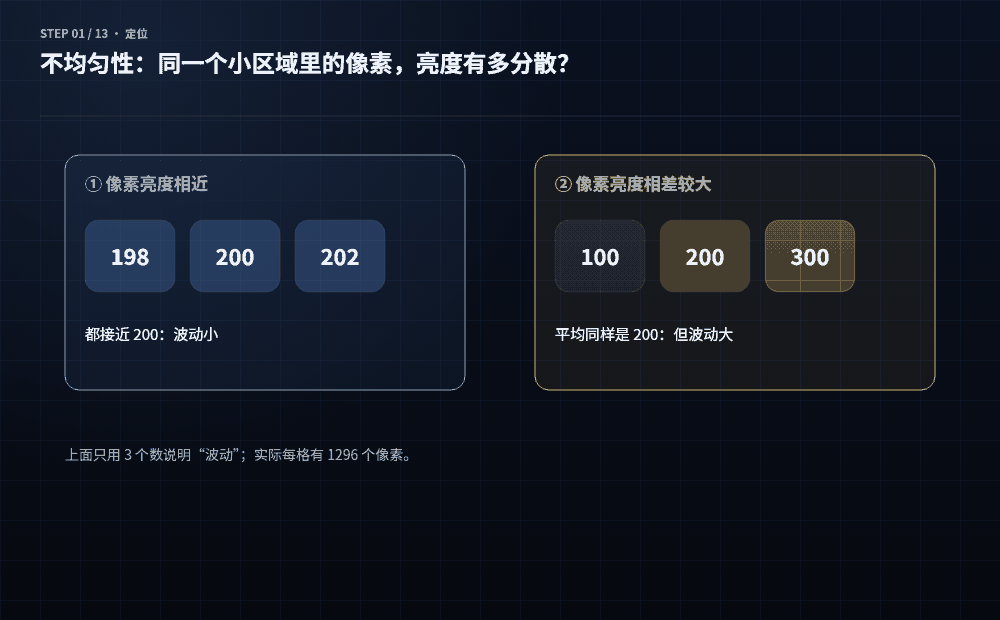 STEP 01 / 13 · 定位
不均匀性：同一个小区域里的像素，亮度有多分散？
① 像素亮度相近
198 200 202
都接近 200：波动小
② 像素亮度相差较大
100 200 300
平均同样是 200：但波动大
上面只用 3 个数说明“波动”；实际每格有 1296 个像素。